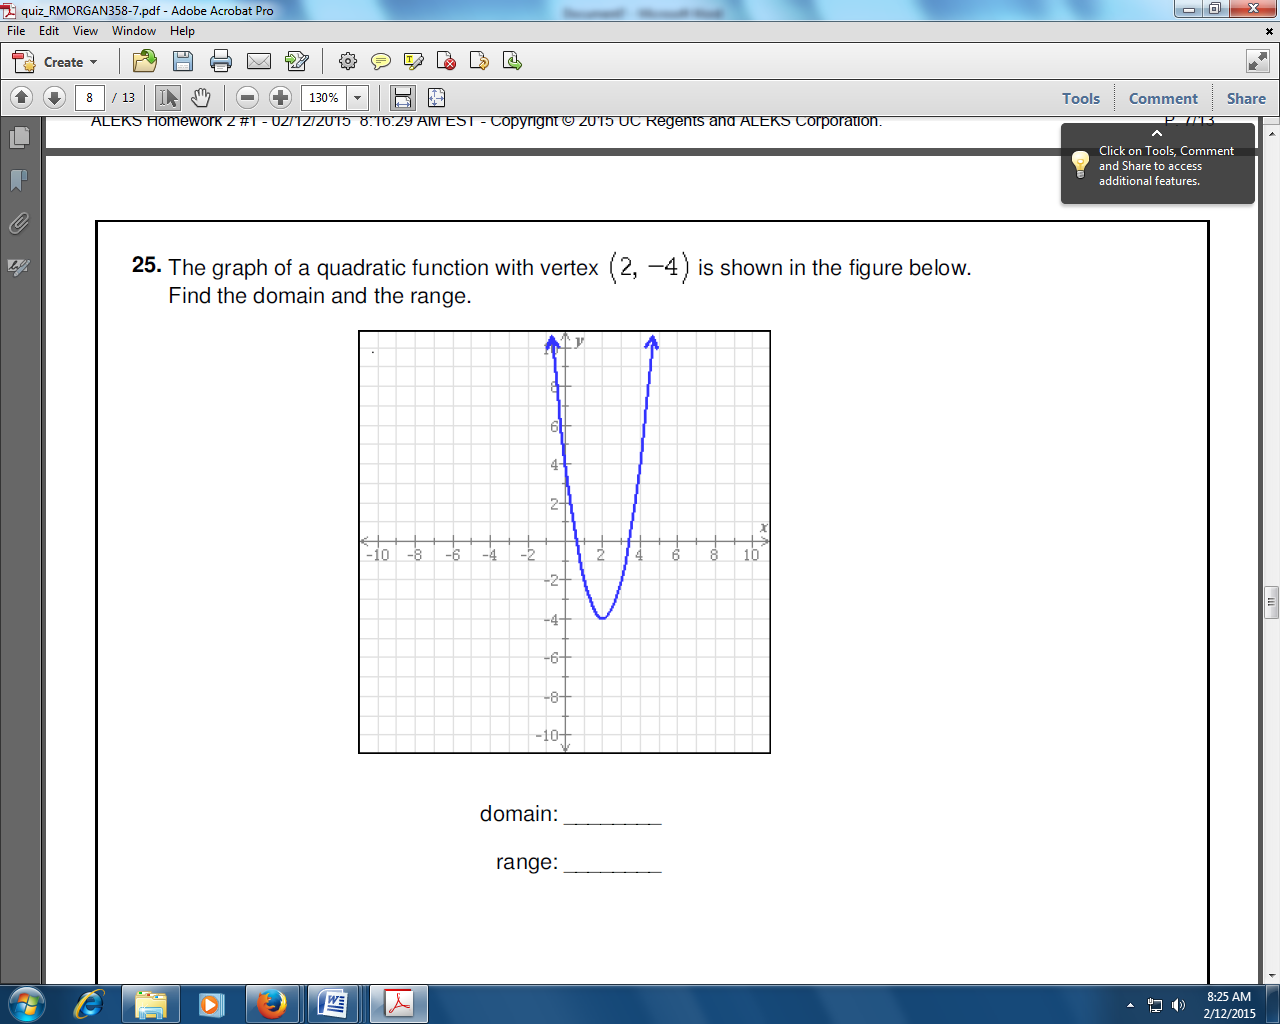 quiz_RMORGAN358-7.pdf - Adobe Acrobat Pro
File Edit View Window Help
Create
8 / 13 130% Tools Comment Share
ALEKS Homework 2 #1 - 02/12/2015 8:16:29 AM EST - Copyright © 2015 UC Regents and ALEKS Corporation. P. 7/13
Click on Tools, Comment
and Share to access
additional features.
25. The graph of a quadratic function with vertex (2, −4) is shown in the figure below.
Find the domain and the range.
y
10
8
6
4
2
x
-10 -8 -6 -4 -2 2 4 6 8 10
-2
-4
-6
-8
-10
domain: ________
range: ________
8:25 AM
2/12/2015